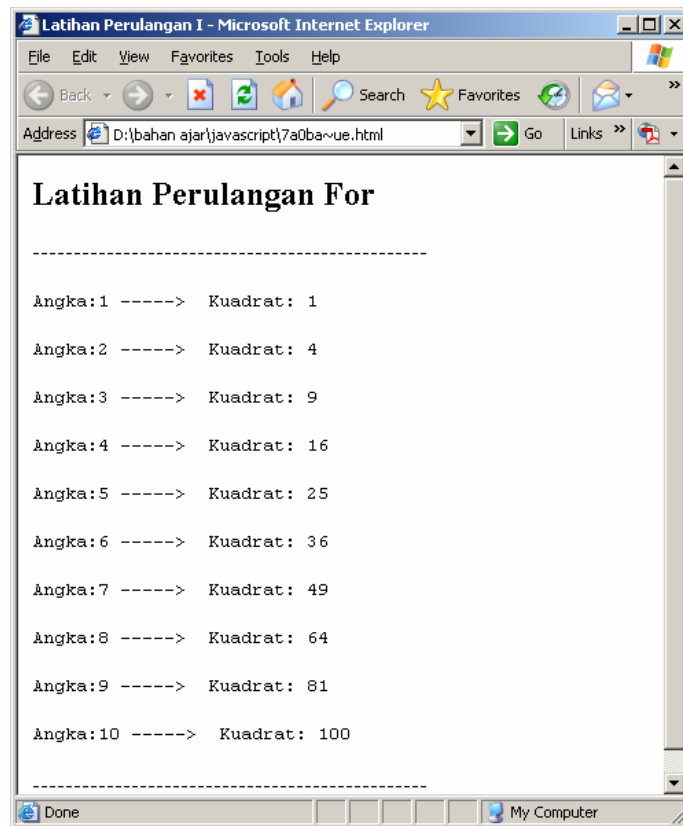 Latihan Perulangan I - Microsoft Internet Explorer
File Edit View Favorites Tools Help
Back Search Favorites »
Address D:\bahan ajar\javascript\7a0ba~ue.html Go Links »
Latihan Perulangan For
------------------------------------------------
Angka:1 -----> Kuadrat: 1
Angka:2 -----> Kuadrat: 4
Angka:3 -----> Kuadrat: 9
Angka:4 -----> Kuadrat: 16
Angka:5 -----> Kuadrat: 25
Angka:6 -----> Kuadrat: 36
Angka:7 -----> Kuadrat: 49
Angka:8 -----> Kuadrat: 64
Angka:9 -----> Kuadrat: 81
Angka:10 -----> Kuadrat: 100
------------------------------------------------
Done My Computer